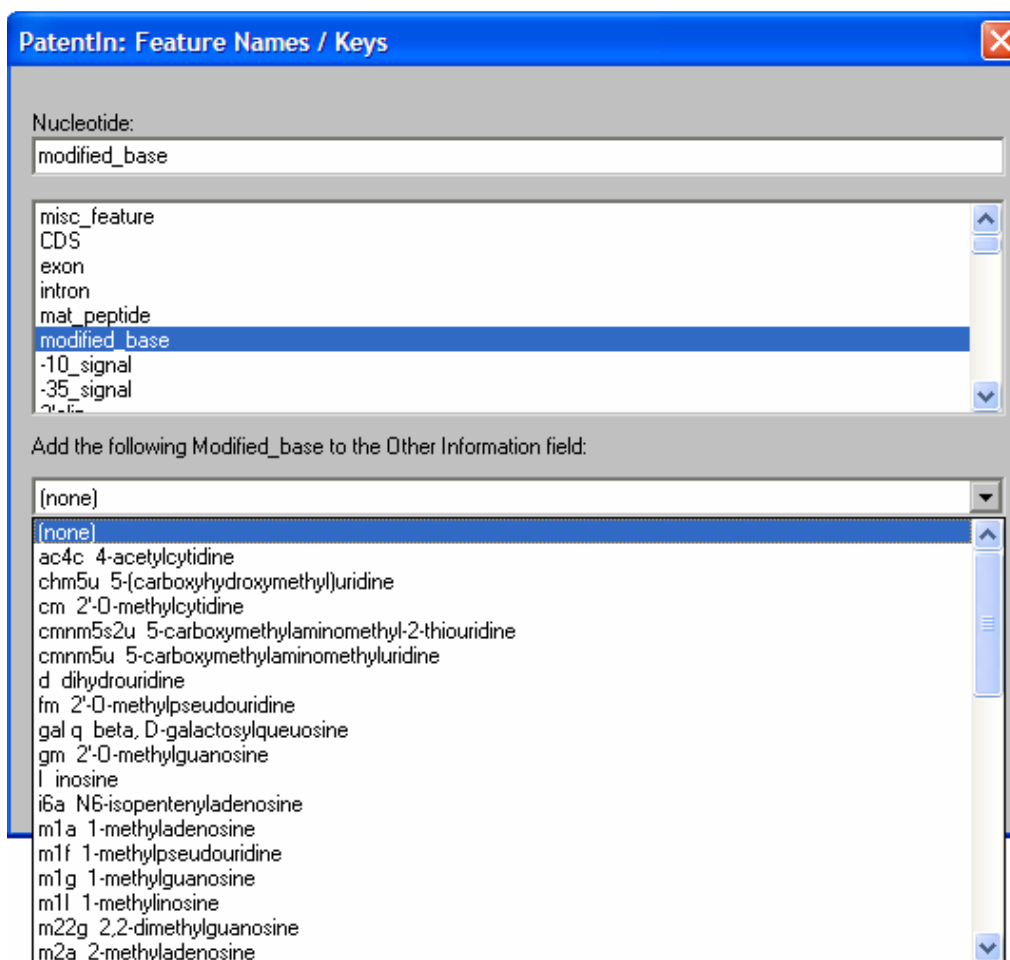 PatentIn: Feature Names / Keys
Nucleotide:
modified_base
misc_feature
CDS
exon
intron
mat_peptide
modified_base
-10_signal
-35_signal
Add the following Modified_base to the Other Information field:
(none)
(none)
ac4c 4-acetylcytidine
chm5u 5-(carboxyhydroxymethyl)uridine
cm 2'-O-methylcytidine
cmnm5s2u 5-carboxymethylaminomethyl-2-thiouridine
cmnm5u 5-carboxymethylaminomethyluridine
d dihydrouridine
fm 2'-O-methylpseudouridine
gal q beta, D-galactosylqueuosine
gm 2'-O-methylguanosine
I inosine
i6a N6-isopentenyladenosine
m1a 1-methyladenosine
m1f 1-methylpseudouridine
m1g 1-methylguanosine
m1I 1-methylinosine
m22g 2,2-dimethylguanosine
m2a 2-methyladenosine